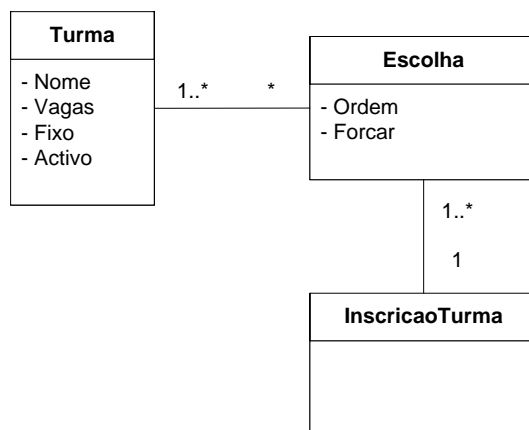 Turma
- Nome
- Vagas
- Fixo
- Activo
1..*
*
Escolha
- Ordem
- Forcar
1..*
1
InscricaoTurma